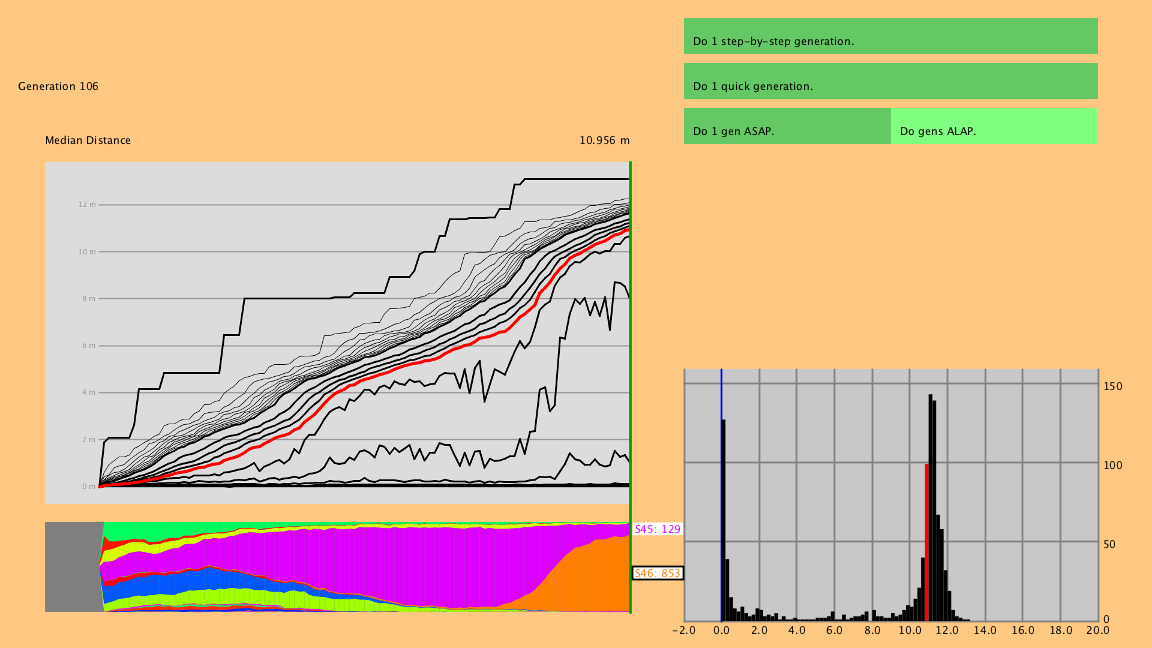 Do 1 step-by-step generation.
Generation 106
Do 1 quick generation.
Do 1 gen ASAP.
Do gens ALAP.
Median Distance
10.956 m
12 m
10 m
8 m
6 m
4 m
2 m
0 m
S45: 129
S46: 853
150
100
50
0
-2.0 0.0 2.0 4.0 6.0 8.0 10.0 12.0 14.0 16.0 18.0 20.0